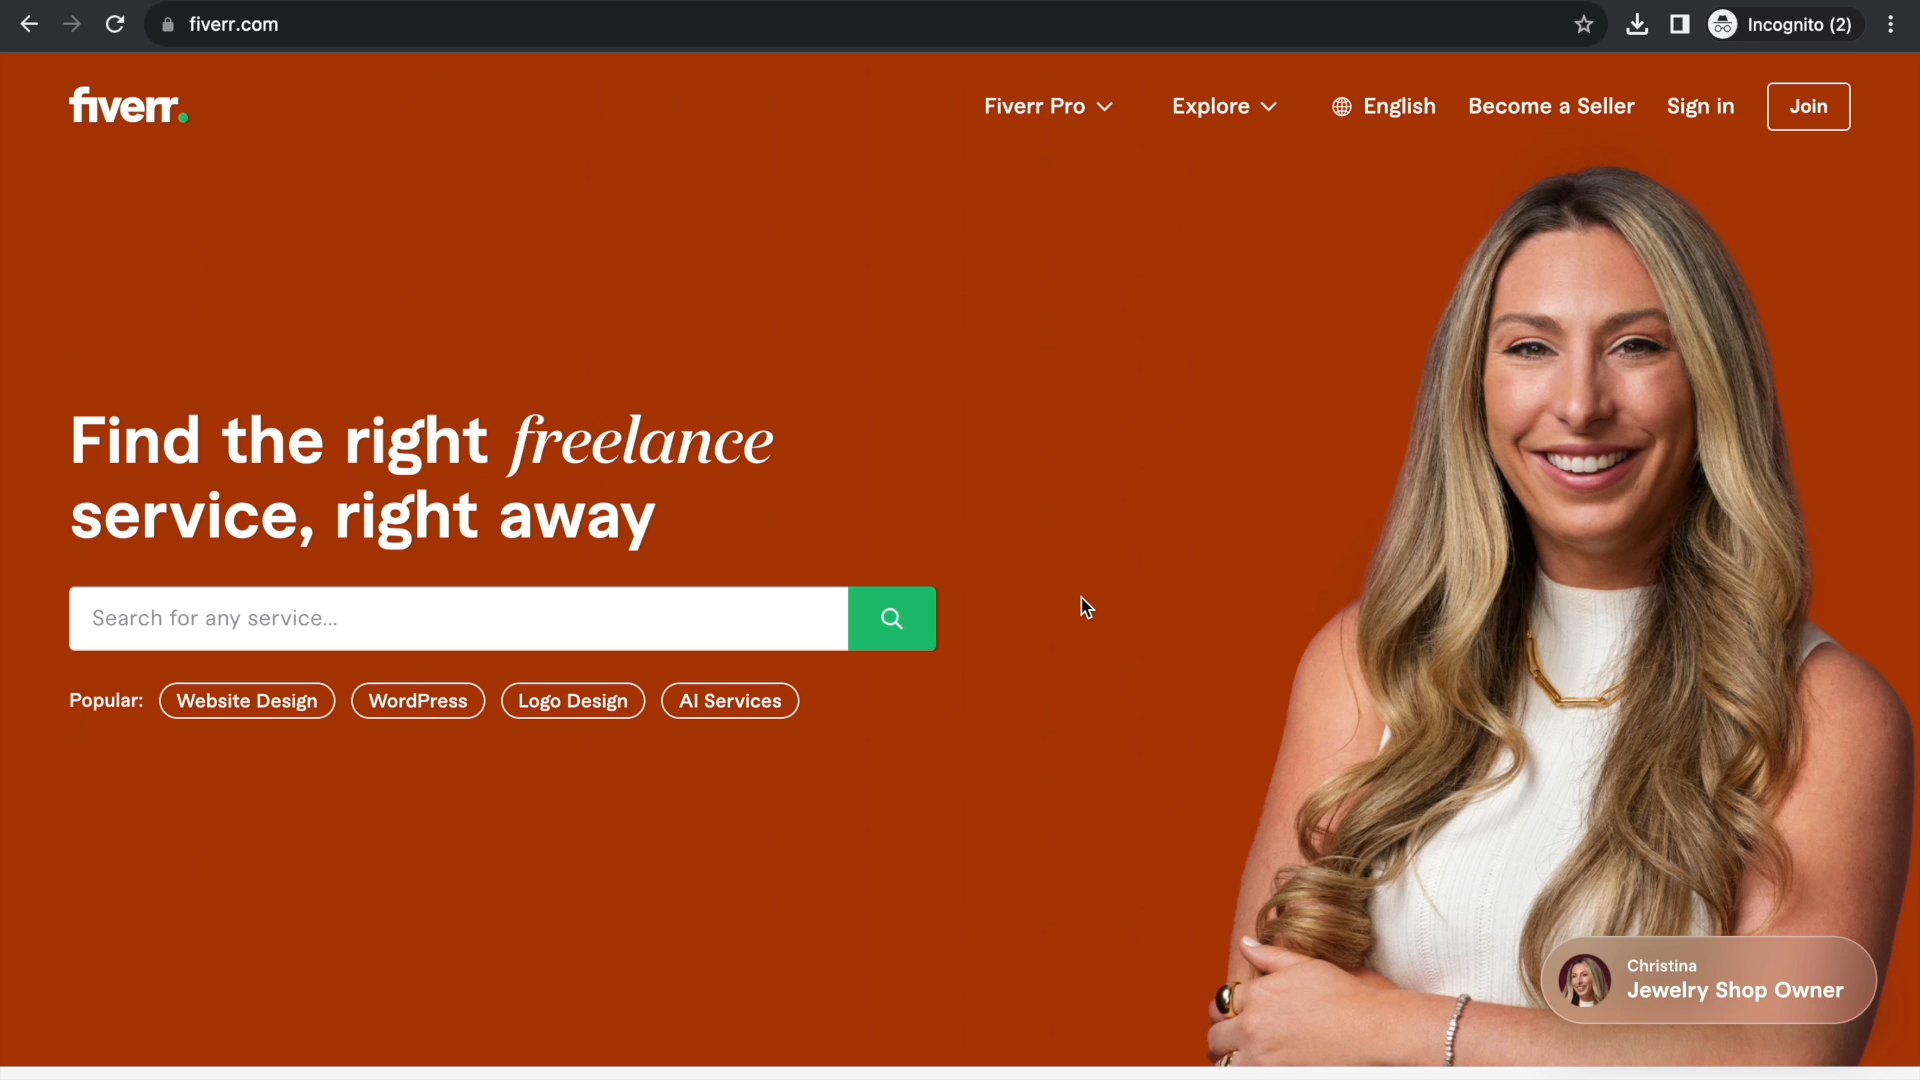 fiverr.com
Incognito (2)
fiverr.
Fiverr Pro
Explore
English
Become a Seller
Sign in
Join
Find the right freelance
service, right away
Search for any service...
Popular:
Website Design
WordPress
Logo Design
AI Services
Christina
Jewelry Shop Owner